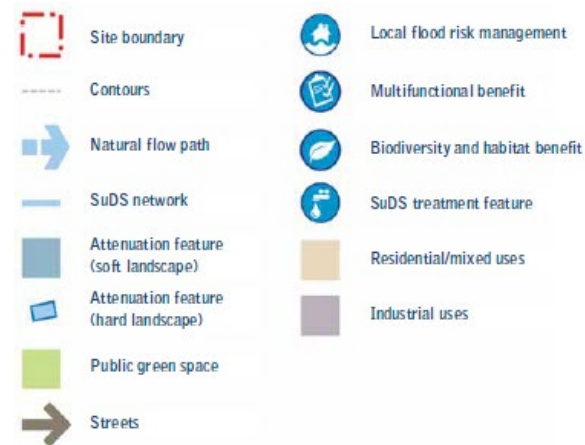 Site boundary
Contours
Natural flow path
SuDS network
Attenuation feature
(soft landscape)
Attenuation feature
(hard landscape)
Public green space
Streets
Local flood risk management
Multifunctional benefit
Biodiversity and habitat benefit
SuDS treatment feature
Residential/mixed uses
Industrial uses